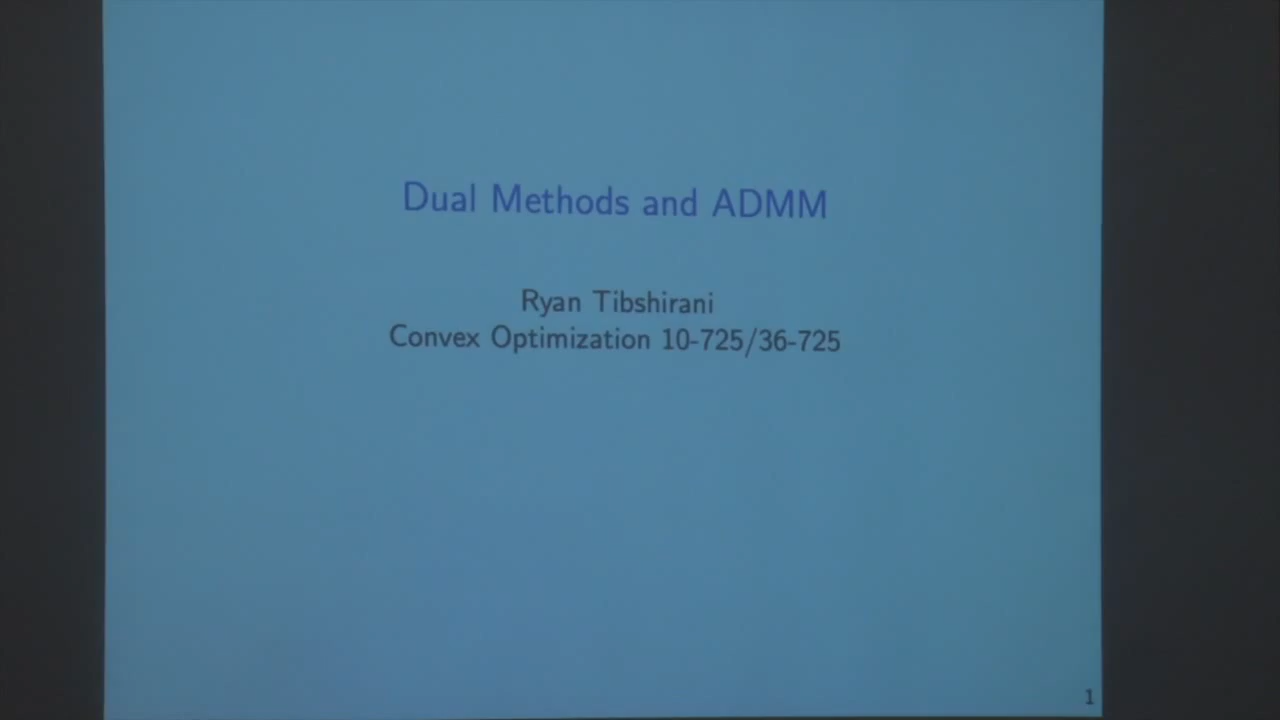 Dual Methods and ADMM
Ryan Tibshirani
Convex Optimization 10-725/36-725
1